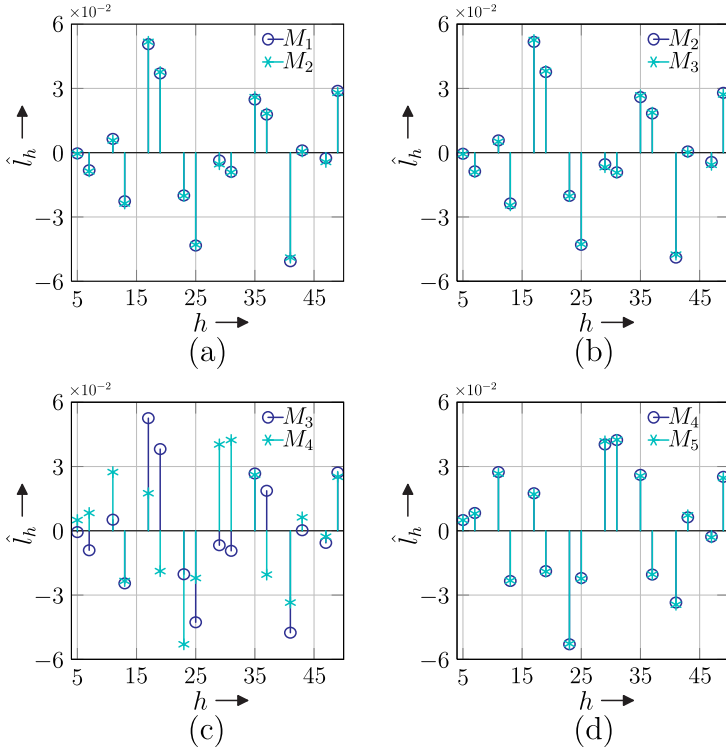 ×10⁻²
6
3
0
−3
−6
5 15 25 35 45
M₁
M₂
l̂ₕ
h
(a)
×10⁻²
6
3
0
−3
−6
5 15 25 35 45
M₂
M₃
l̂ₕ
h
(b)
×10⁻²
6
3
0
−3
−6
5 15 25 35 45
M₃
M₄
l̂ₕ
h
(c)
×10⁻²
6
3
0
−3
−6
5 15 25 35 45
M₄
M₅
l̂ₕ
h
(d)